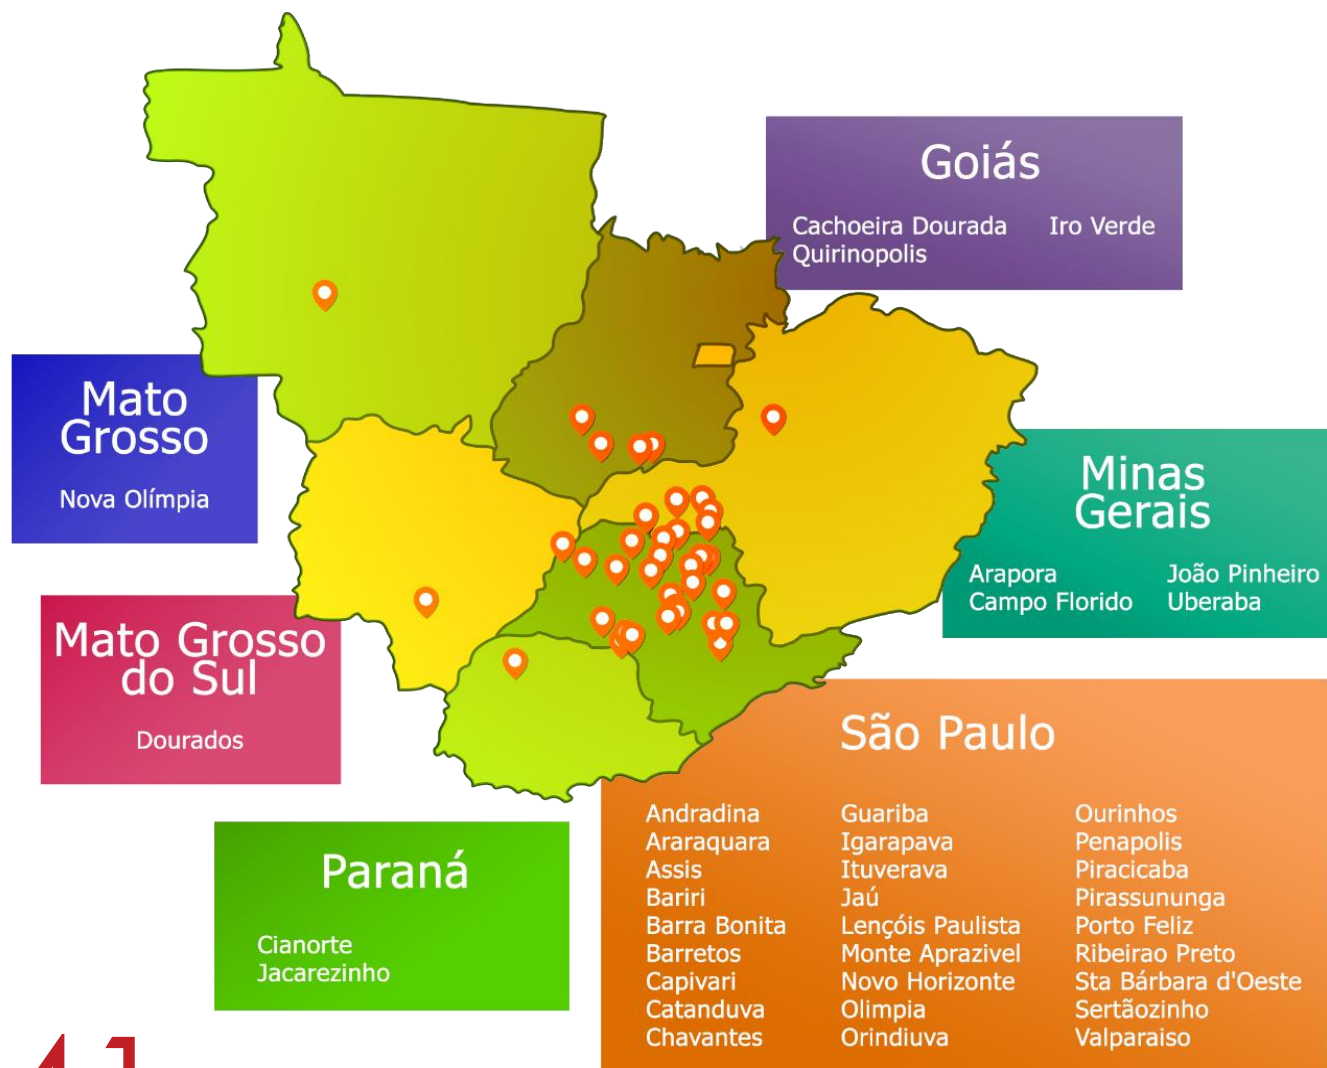 Goiás
Cachoeira Dourada Iro Verde
Quirinopolis
Mato
Grosso
Nova Olímpia
Minas
Gerais
Arapora João Pinheiro
Campo Florido Uberaba
Mato Grosso
do Sul
Dourados
São Paulo
Andradina Guariba Ourinhos
Araraquara Igarapava Penapolis
Assis Ituverava Piracicaba
Bariri Jaú Pirassununga
Barra Bonita Lençóis Paulista Porto Feliz
Barretos Monte Aprazivel Ribeirao Preto
Capivari Novo Horizonte Sta Bárbara d'Oeste
Catanduva Olimpia Sertãozinho
Chavantes Orindiuva Valparaiso
Paraná
Cianorte
Jacarezinho